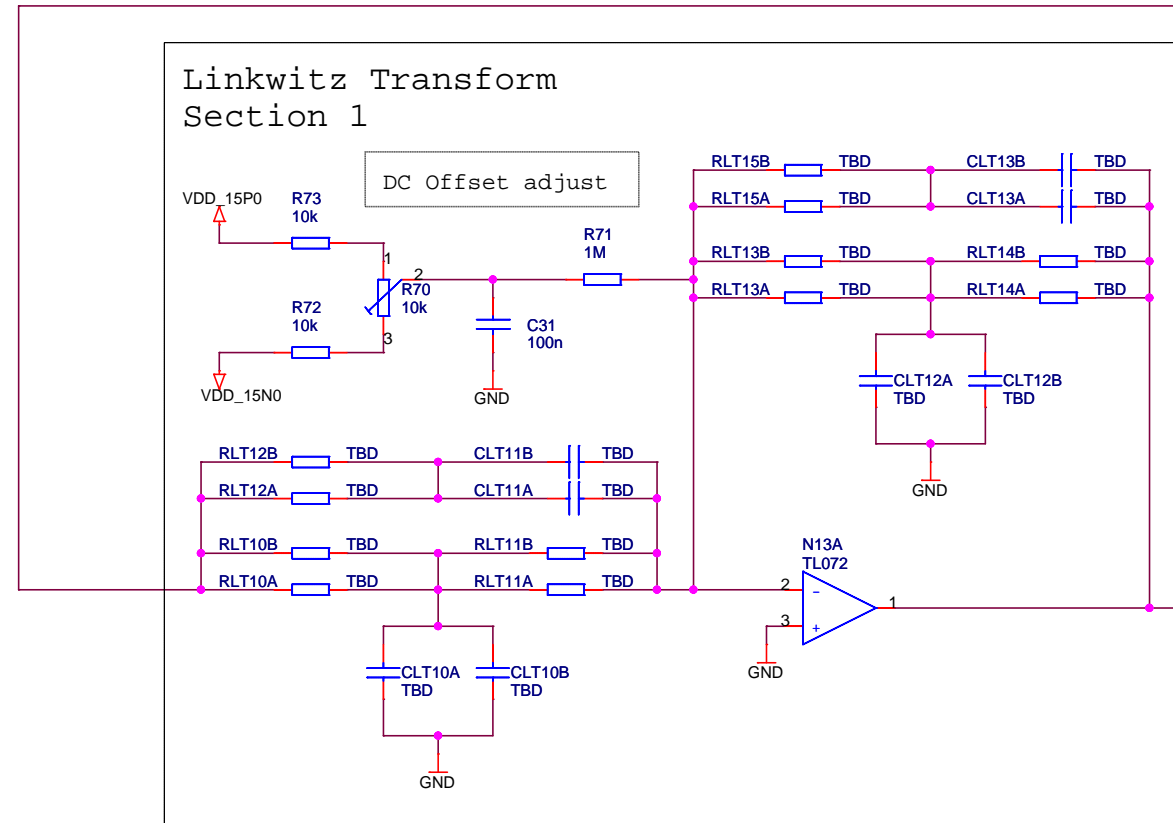 Linkwitz Transform
Section 1
DC Offset adjust
VDD_15P0
R73
10k
1
2
R70
10k
3
R72
10k
VDD_15N0
R71
1M
C31
100n
GND
RLT15B TBD CLT13B TBD
RLT15A TBD CLT13A TBD
RLT13B TBD RLT14B TBD
RLT13A TBD RLT14A TBD
CLT12A
TBD
CLT12B
TBD
GND
RLT12B TBD CLT11B TBD
RLT12A TBD CLT11A TBD
RLT10B TBD RLT11B TBD
RLT10A TBD RLT11A TBD
CLT10A
TBD
CLT10B
TBD
GND
N13A
TL072
2 -
1
3 +
GND